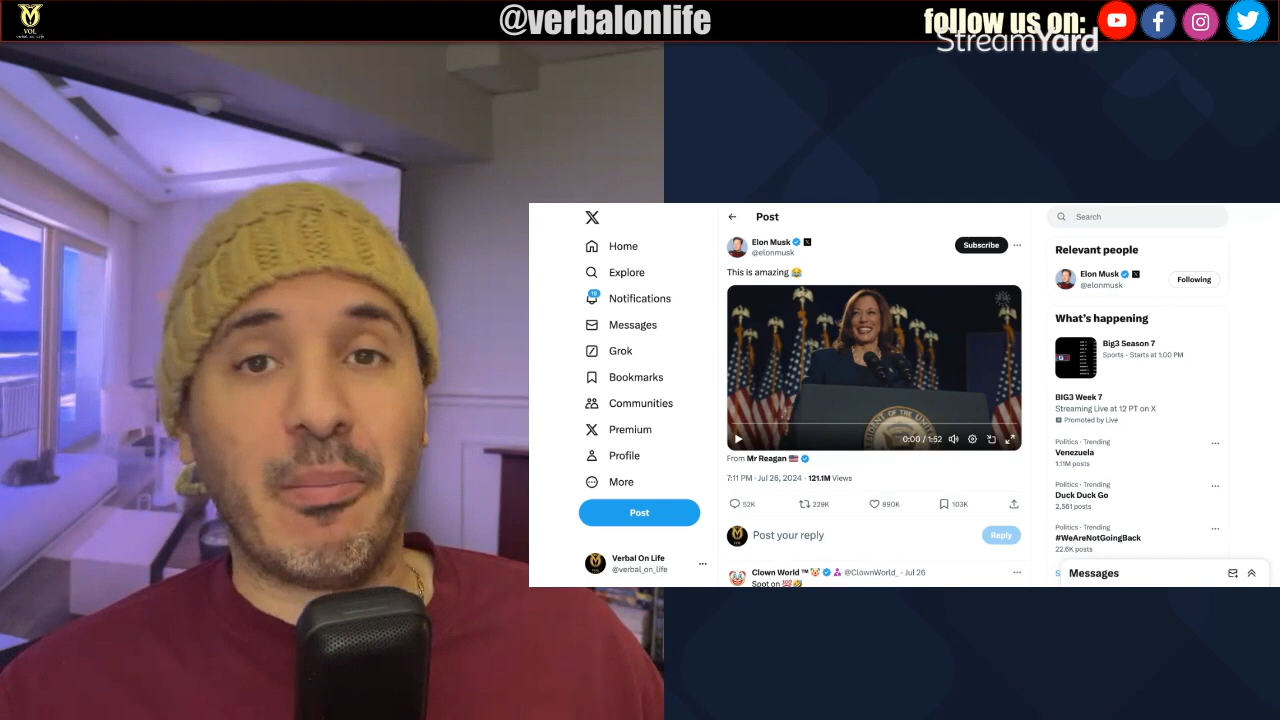 VOL
verbal on life
@verbalonlife
follow us on:
StreamYard
Home
Explore
19
Notifications
Messages
Grok
Bookmarks
Communities
Premium
Profile
More
Post
Verbal On Life
@verbal_on_life
Post
Elon Musk
@elonmusk
Subscribe
This is amazing 😂
0:00 / 1:52
From Mr Reagan 🇺🇸
7:11 PM · Jul 26, 2024 · 121.1M Views
52K 229K 890K 103K
Post your reply
Reply
Clown World ™ 🤡 @ClownWorld_ · Jul 26
Spot on 💯🤣
Search
Relevant people
Elon Musk
@elonmusk
Following
What's happening
Big3 Season 7
Sports · Starts at 1:00 PM
BIG3 Week 7
Streaming Live at 12 PT on X
Promoted by Live
Politics · Trending
Venezuela
1.11M posts
Politics · Trending
Duck Duck Go
2,561 posts
Politics · Trending
#WeAreNotGoingBack
22.6K posts
Messages